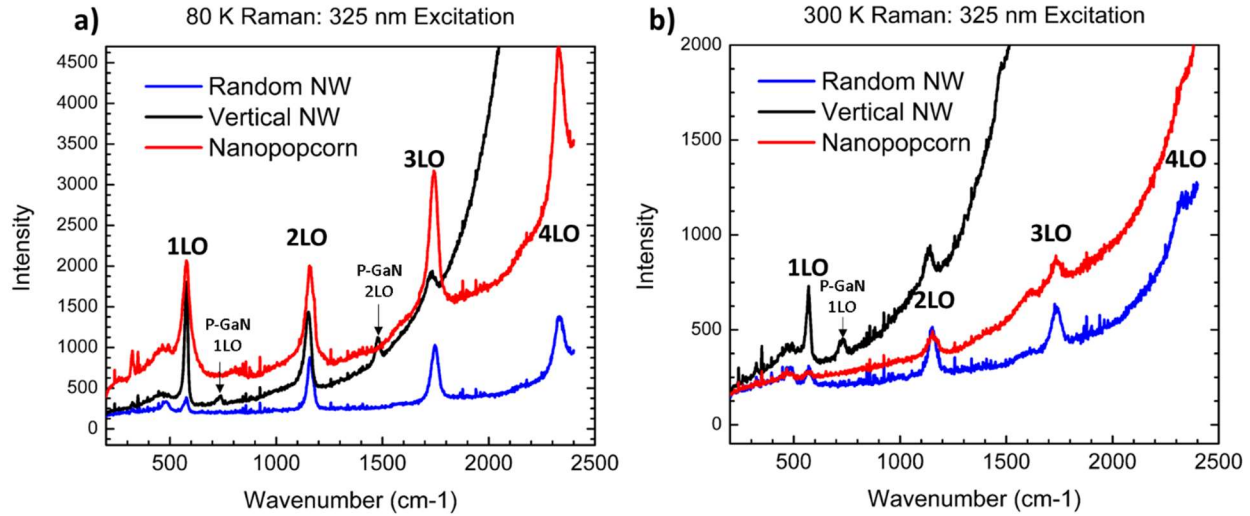 a)
80 K Raman: 325 nm Excitation
4500
4000
3500
3000
2500
2000
1500
1000
500
0
Intensity
Random NW
Vertical NW
Nanopopcorn
1LO
P-GaN
1LO
2LO
P-GaN
2LO
3LO
4LO
500
1000
1500
2000
2500
Wavenumber (cm-1)
b)
300 K Raman: 325 nm Excitation
2000
1500
1000
500
0
Intensity
Random NW
Vertical NW
Nanopopcorn
1LO
P-GaN
1LO
2LO
3LO
4LO
500
1000
1500
2000
2500
Wavenumber (cm-1)